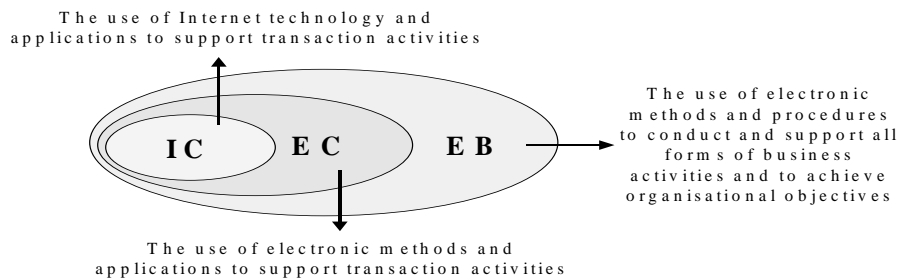 The use of Internet technology and
applications to support transaction activities
IC
EC
EB
The use of electronic
methods and procedures
to conduct and support all
forms of business
activities and to achieve
organisational objectives
The use of electronic methods and
applications to support transaction activities